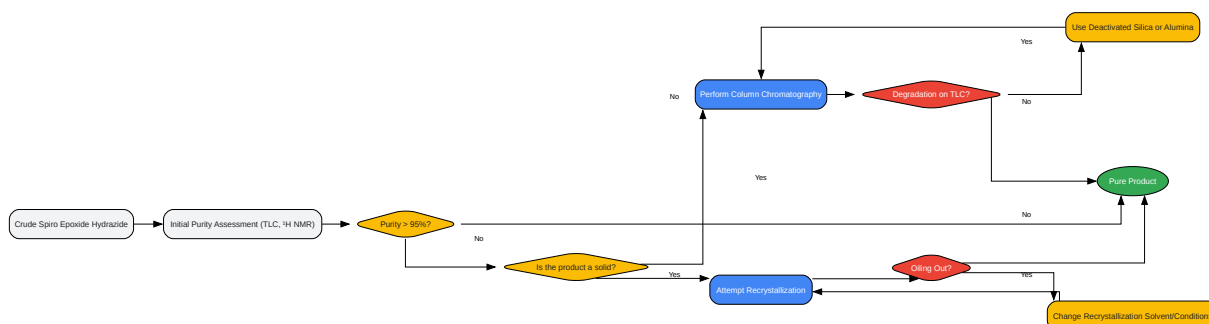 Use Deactivated Silica or Alumina
Yes
No
Perform Column Chromatography
Degradation on TLC?
No
Yes
Pure Product
Crude Spiro Epoxide Hydrazide
Initial Purity Assessment (TLC, ¹H NMR)
Purity > 95%?
No
No
Is the product a solid?
Yes
Oiling Out?
Yes
Attempt Recrystallization
Change Recrystallization Solvent/Condition